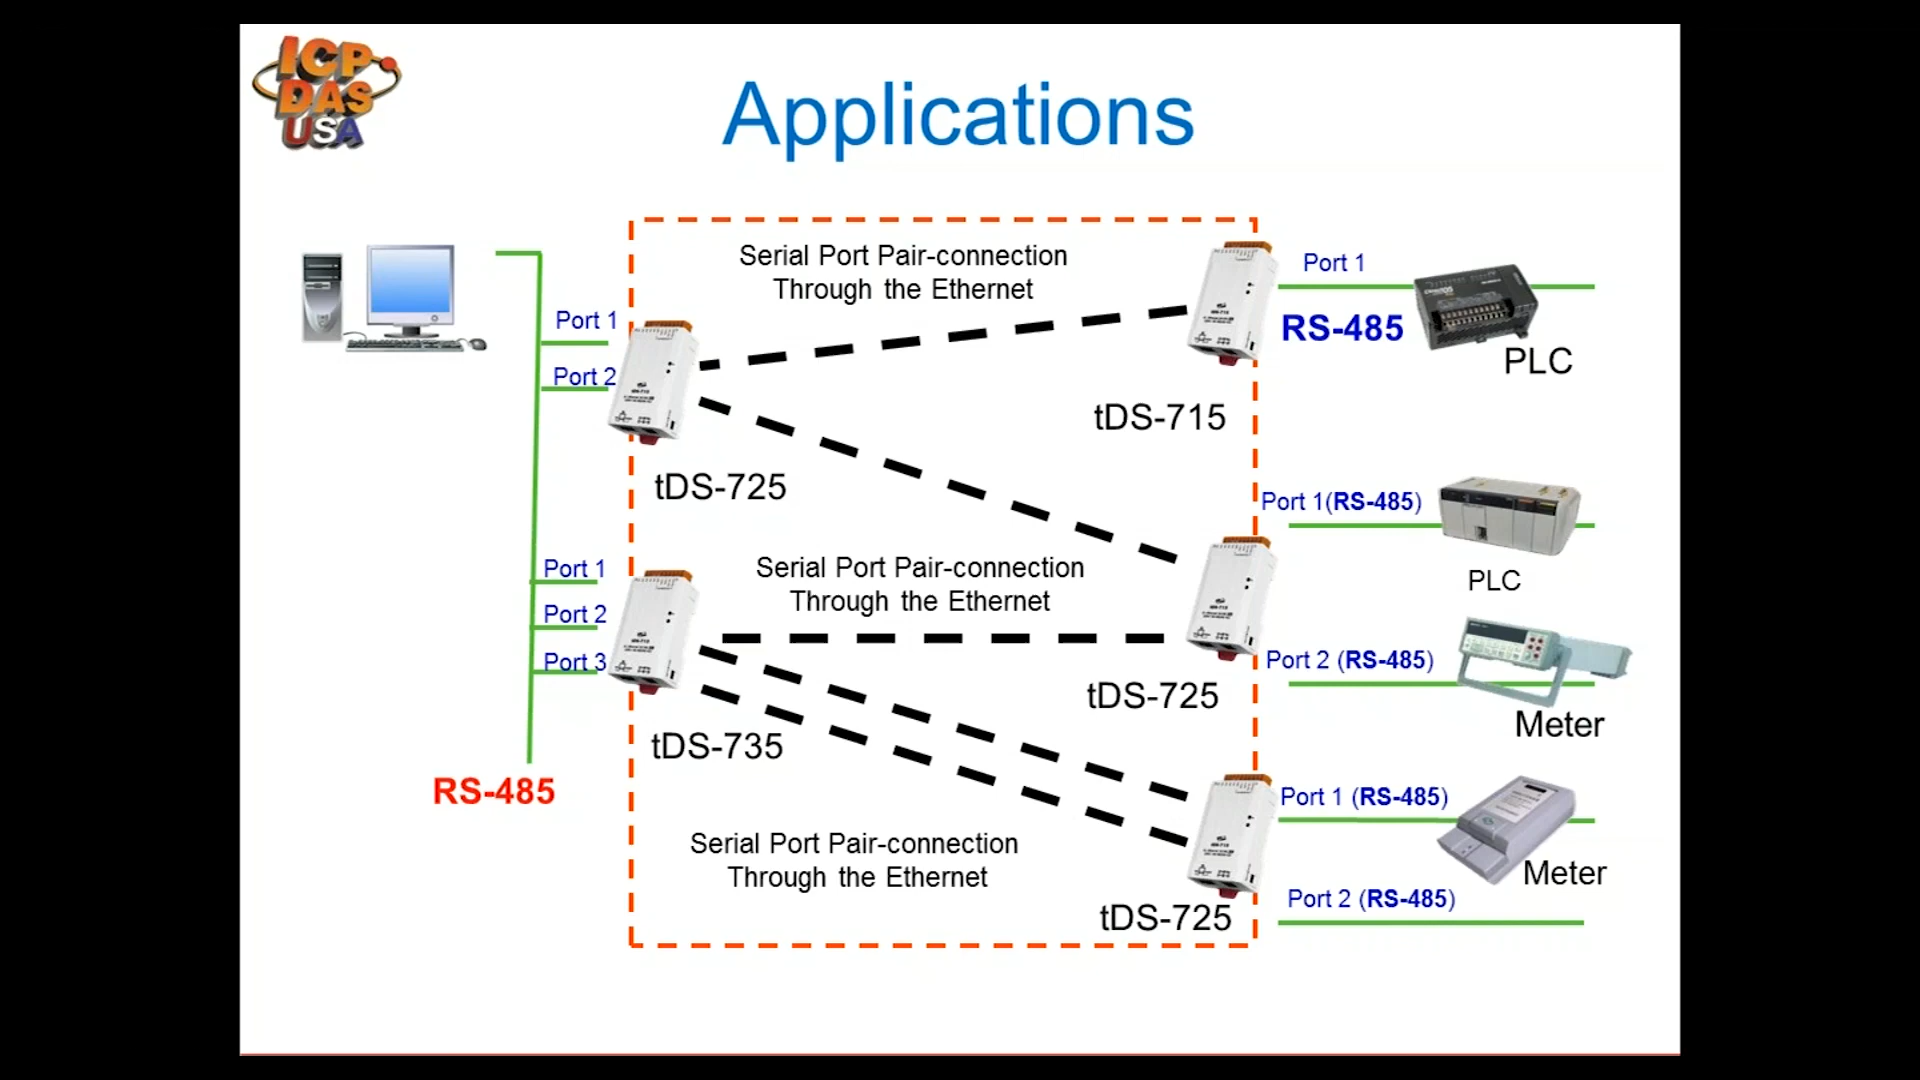 ICP
DAS
USA
Applications
Serial Port Pair-connection
Through the Ethernet
Port 1
RS-485
PLC
Port 1
Port 2
tDS-715
tDS-725
Port 1(RS-485)
PLC
Port 1
Port 2
Port 3
Serial Port Pair-connection
Through the Ethernet
Port 2 (RS-485)
tDS-725
Meter
tDS-735
RS-485
Port 1 (RS-485)
Serial Port Pair-connection
Through the Ethernet
Meter
Port 2 (RS-485)
tDS-725